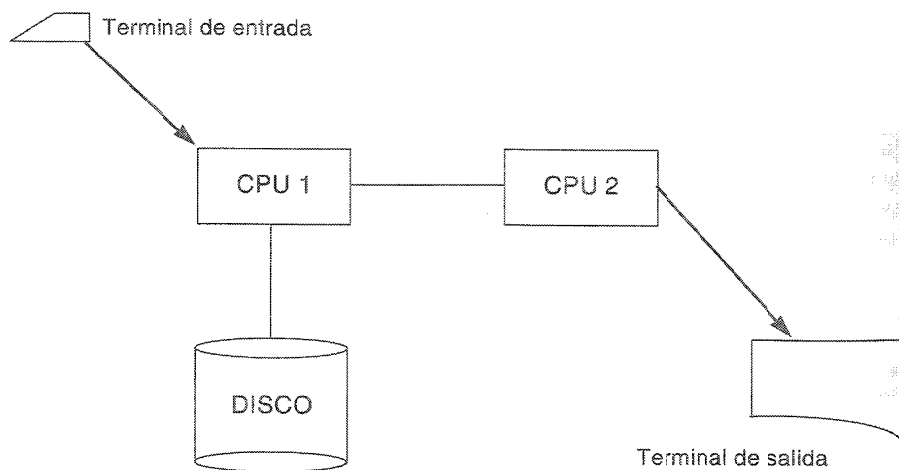 Terminal de entrada
CPU 1
CPU 2
DISCO
Terminal de salida